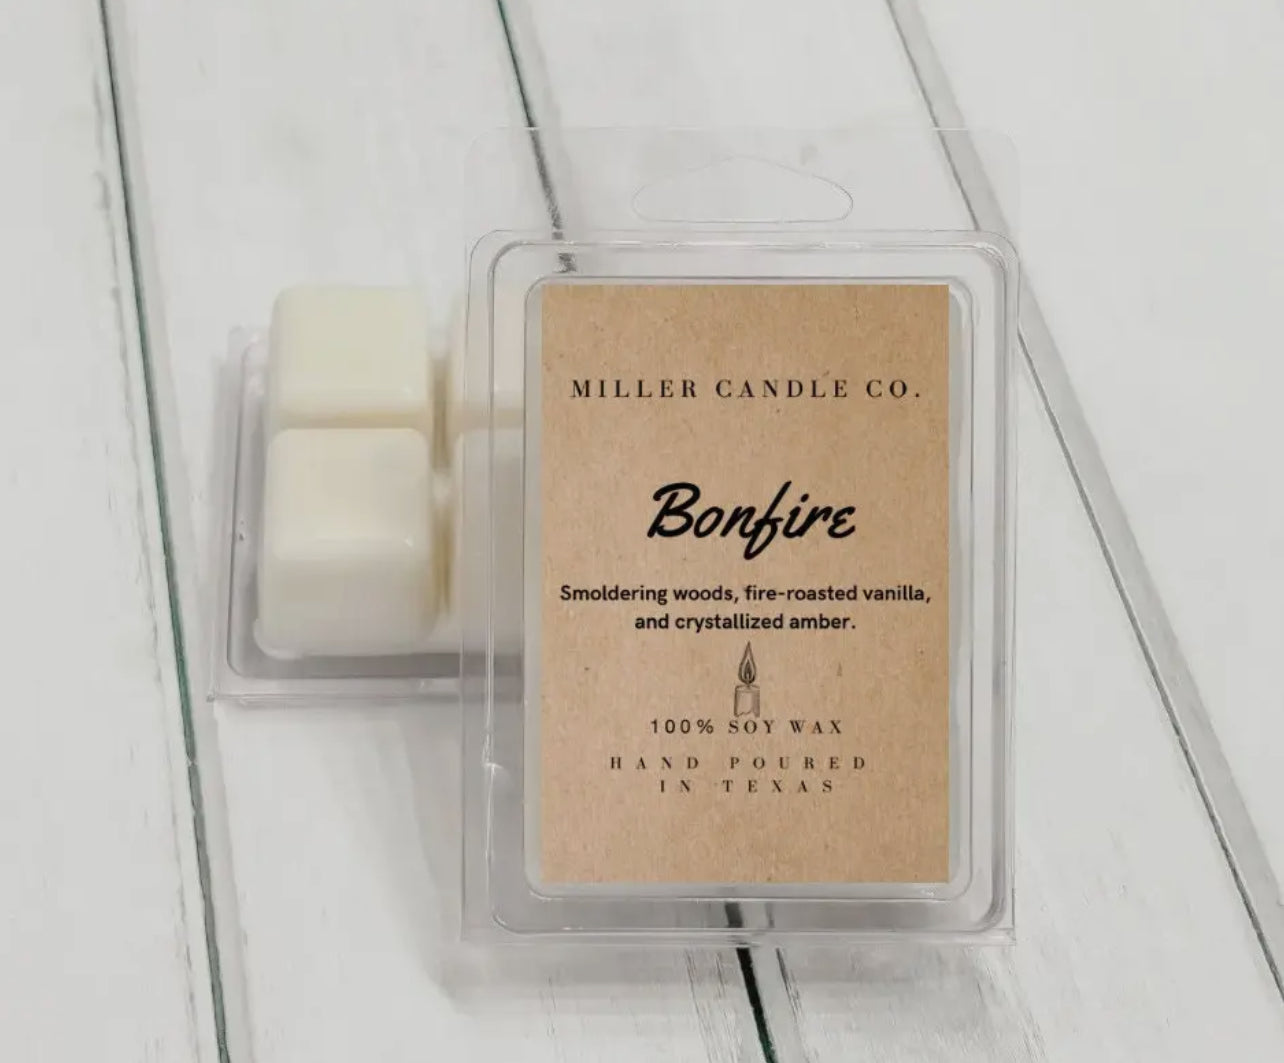 MILLER CANDLE CO.
Bonfire
Smoldering woods, fire-roasted vanilla,
and crystallized amber.
100% SOY WAX
HAND POURED
IN TEXAS